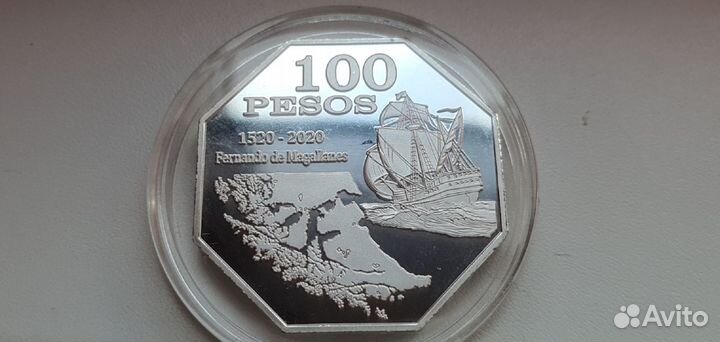 100
PESOS
1520 - 2020
Fernando de Magallanes
Avito